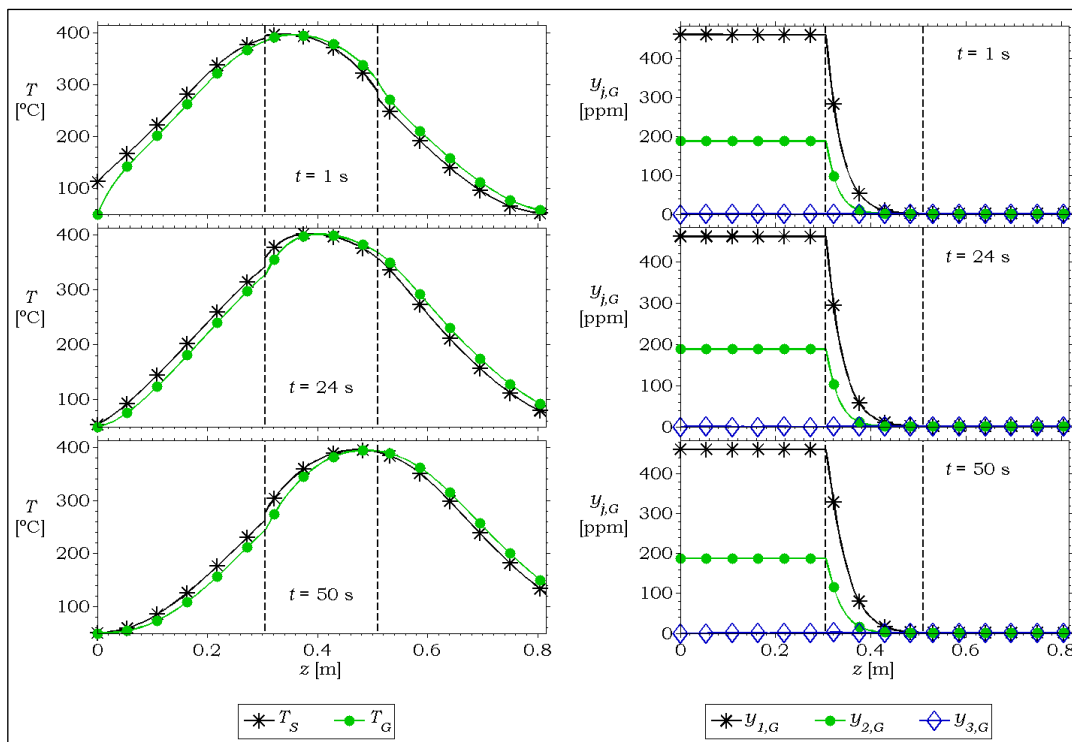 400
300
200
100
T
[°C]
t = 1 s
400
300
200
100
T
[°C]
t = 24 s
400
300
200
100
T
[°C]
t = 50 s
0
0.2
0.4
0.6
0.8
z [m]
T_S
T_G
400
300
200
100
0
y_{j,G}
[ppm]
t = 1 s
400
300
200
100
0
y_{j,G}
[ppm]
t = 24 s
400
300
200
100
0
y_{j,G}
[ppm]
t = 50 s
0
0.2
0.4
0.6
0.8
z [m]
y_{1,G}
y_{2,G}
y_{3,G}